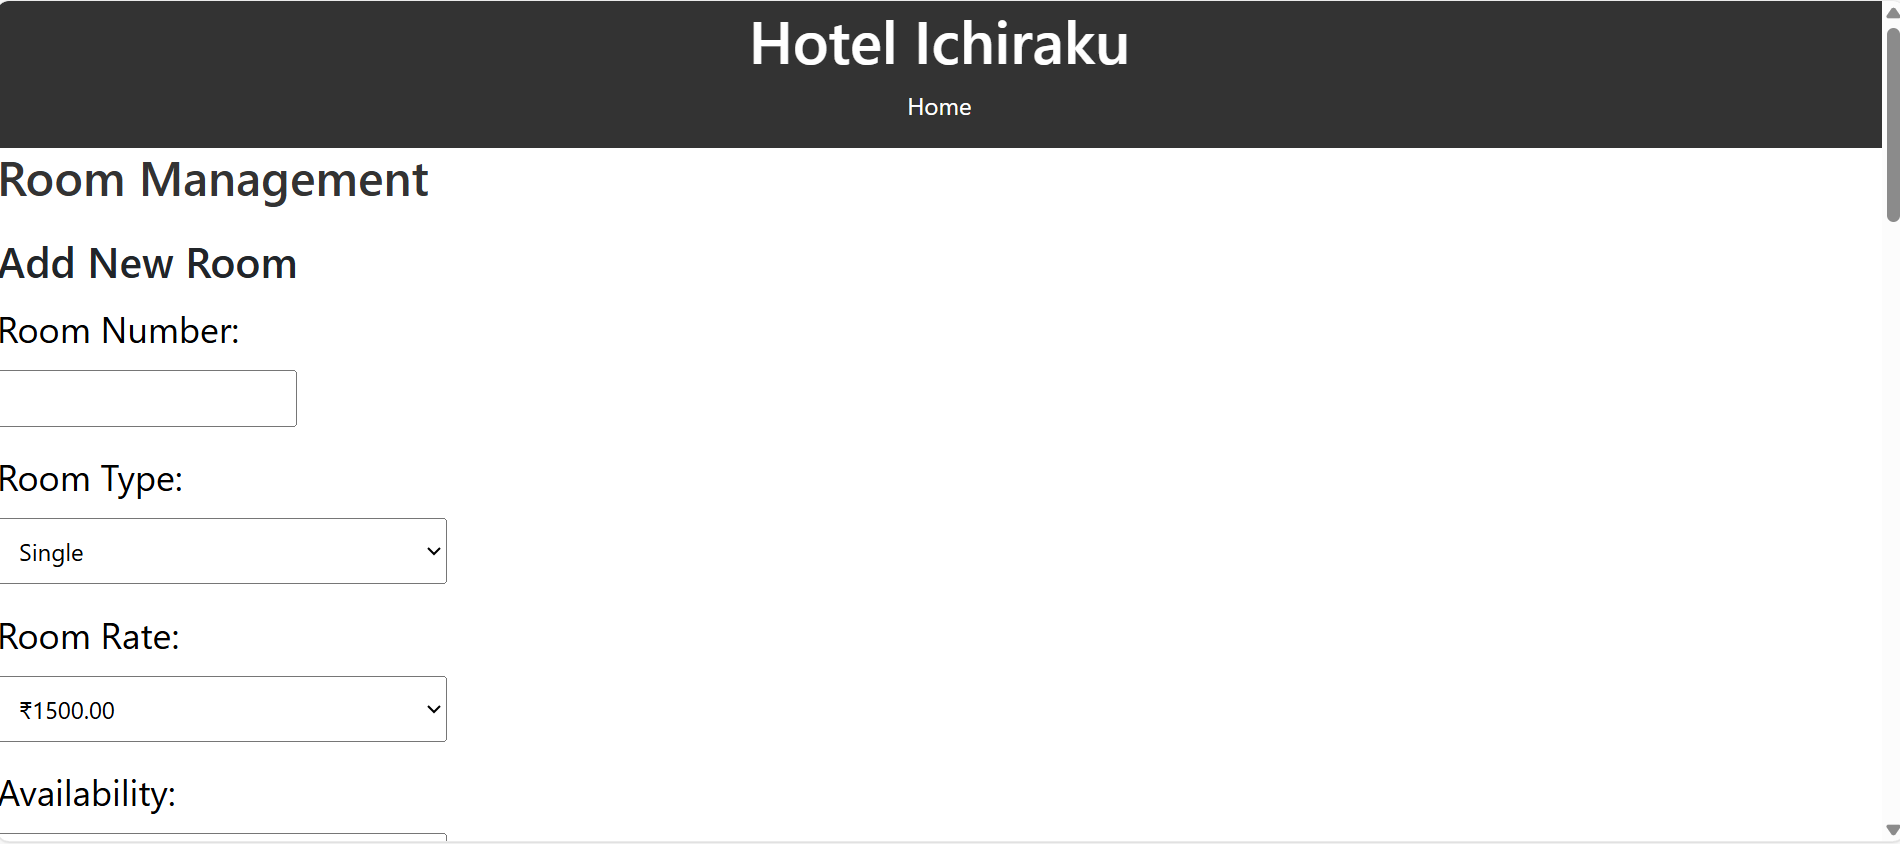 Hotel Ichiraku
Home
Room Management
Add New Room
Room Number:
Room Type:
Single
Room Rate:
₹1500.00
Availability: